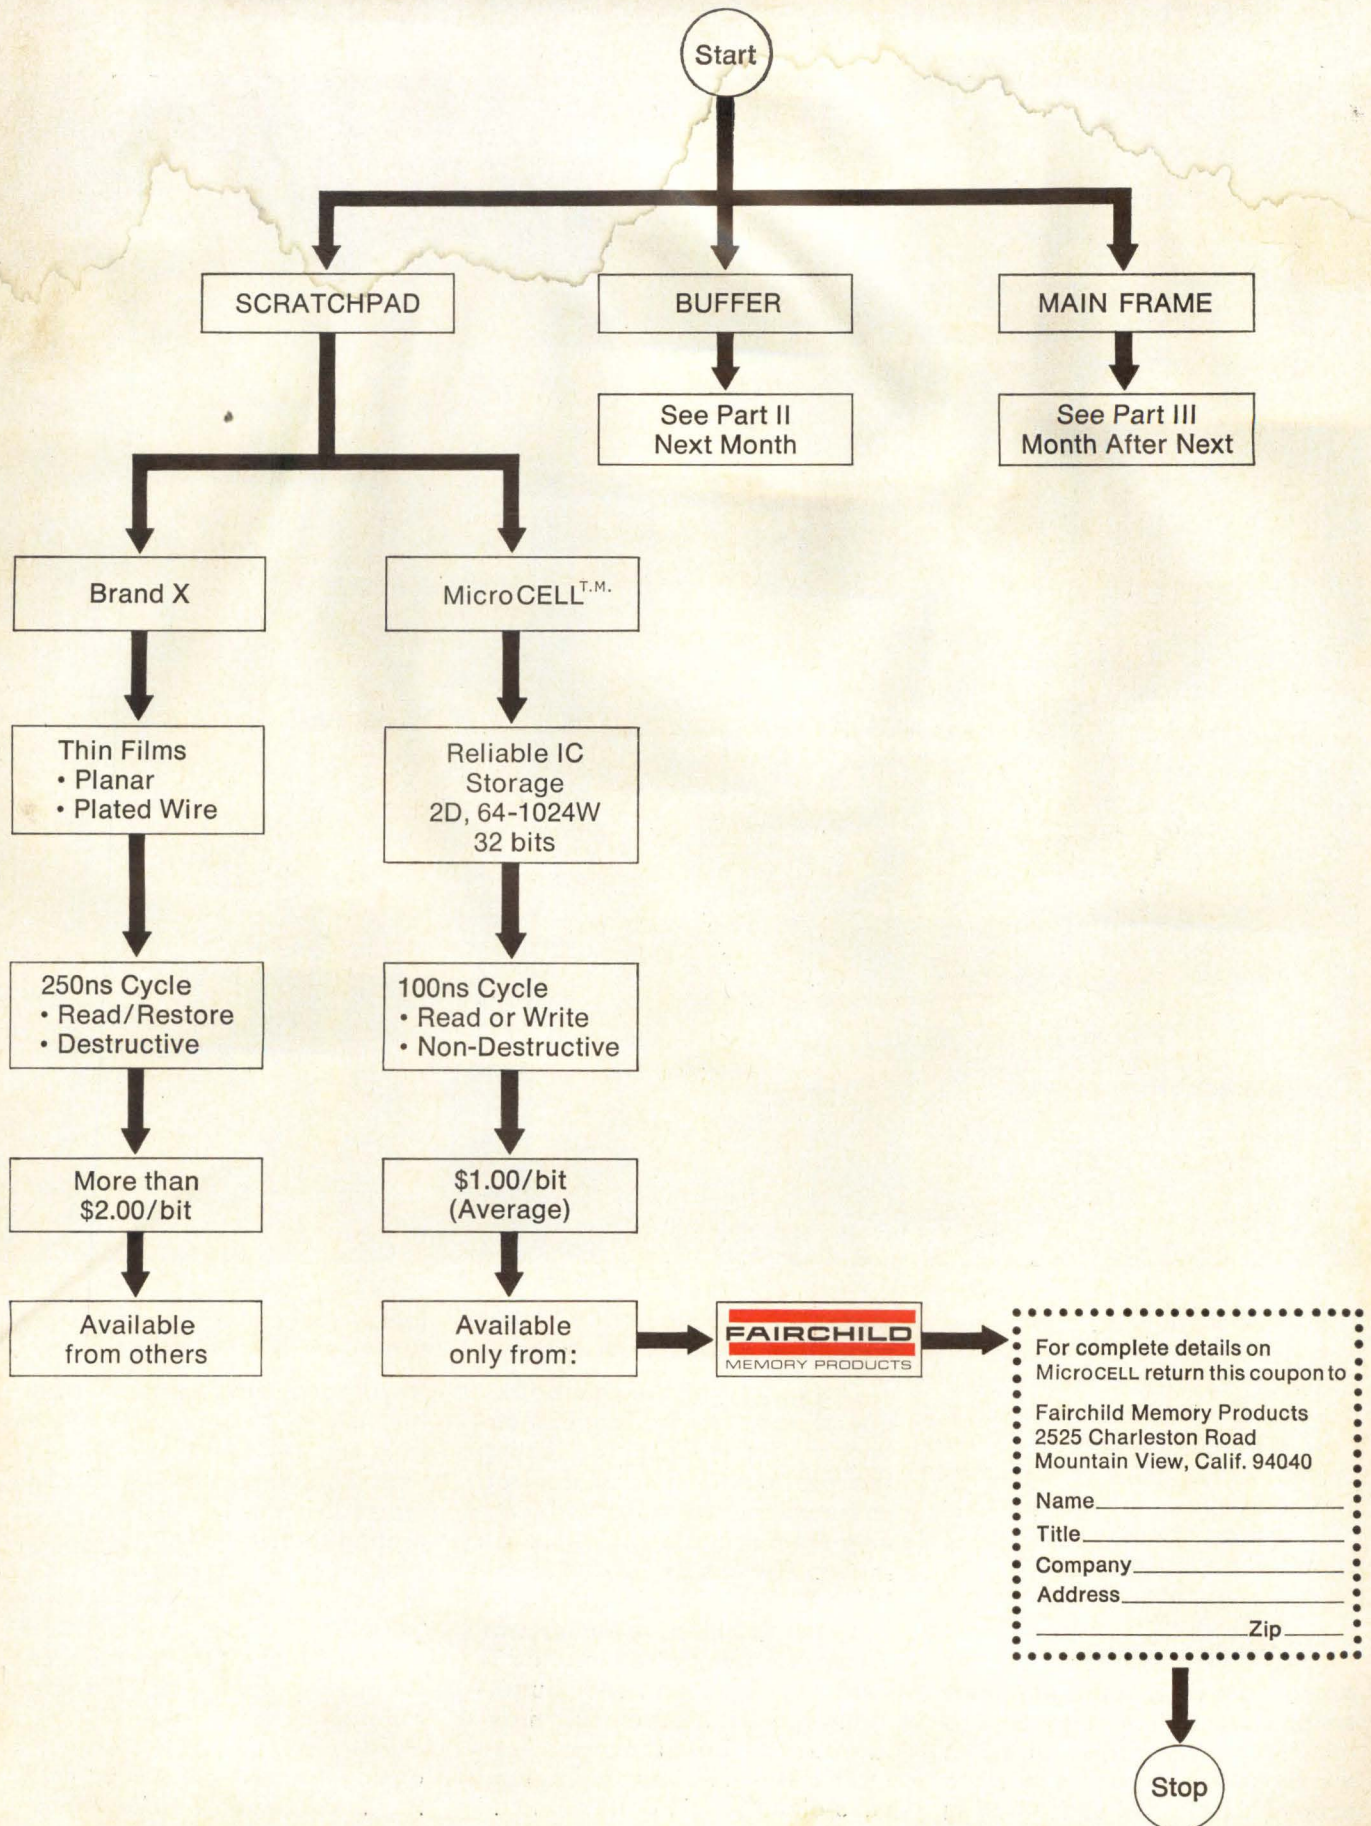 Start
SCRATCHPAD
BUFFER
MAIN FRAME
See Part II
Next Month
See Part III
Month After Next
Brand X
MicroCELL T.M.
Thin Films
• Planar
• Plated Wire
Reliable IC
Storage
2D, 64-1024W
32 bits
250ns Cycle
• Read/Restore
• Destructive
100ns Cycle
• Read or Write
• Non-Destructive
More than
$2.00/bit
$1.00/bit
(Average)
Available
from others
Available
only from:
FAIRCHILD
MEMORY PRODUCTS
For complete details on
MicroCELL return this coupon to
Fairchild Memory Products
2525 Charleston Road
Mountain View, Calif. 94040
Name
Title
Company
Address
Zip
Stop